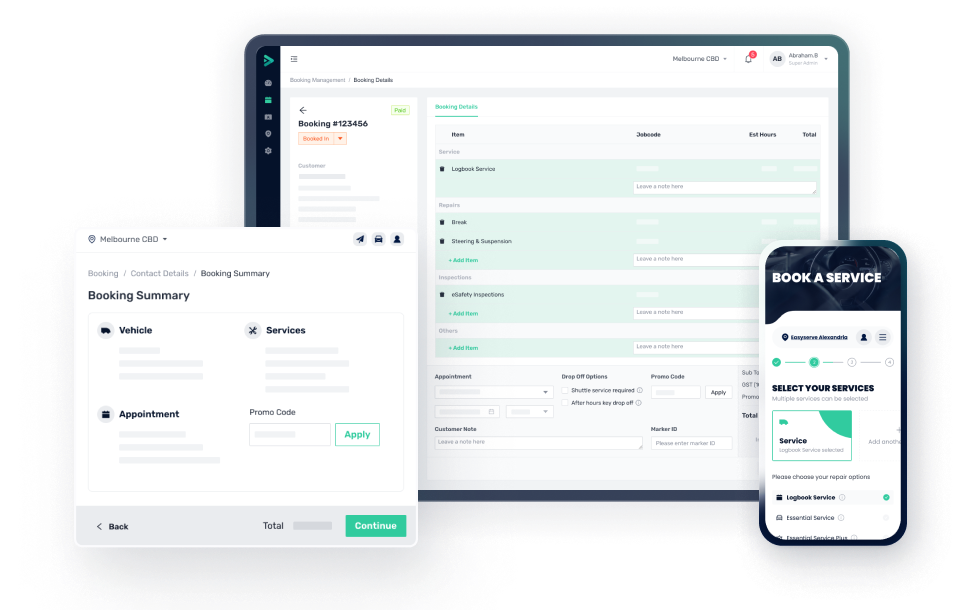 Melbourne CBD
5
AB
Abraham.B
Super Admin
Booking Management / Booking Details
Paid
Booking #123456
Booked In
Customer
Booking Details
Item Jobcode Est Hours Total
Service
Logbook Service
Leave a note here
Repairs
Break
Steering & Suspension
+ Add Item
Leave a note here
Inspections
eSafety Inspections
+ Add Item
Leave a note here
Others
+ Add Item
Leave a note here
Appointment
Drop Off Options
Shuttle service required
After hours key drop off
Promo Code
Apply
Customer Note
Leave a note here
Marker ID
Please enter marker ID
Sub To
GST (1
Promo
Total
Melbourne CBD
Booking / Contact Details / Booking Summary
Booking Summary
Vehicle
Services
Appointment
Promo Code
Apply
< Back
Total
Continue
BOOK A SERVICE
Easyserve Alexandria
2
3
4
SELECT YOUR SERVICES
Multiple services can be selected
Service
Logbook Service selected
+
Add anothe
Please choose your repair options
Logbook Service
Essential Service
Essential Service Plus